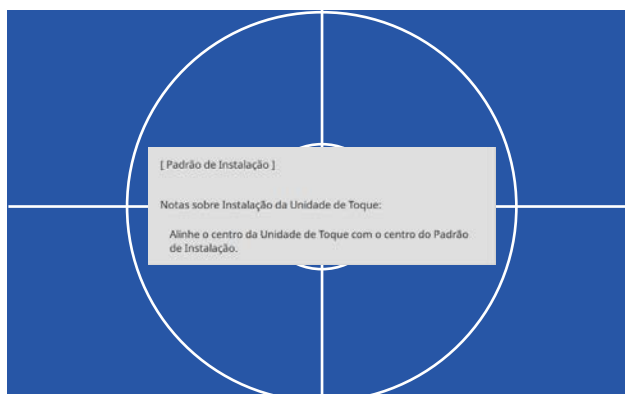 [ Padrão de Instalação ]
Notas sobre Instalação da Unidade de Toque:
Alinhe o centro da Unidade de Toque com o centro do Padrão
de Instalação.